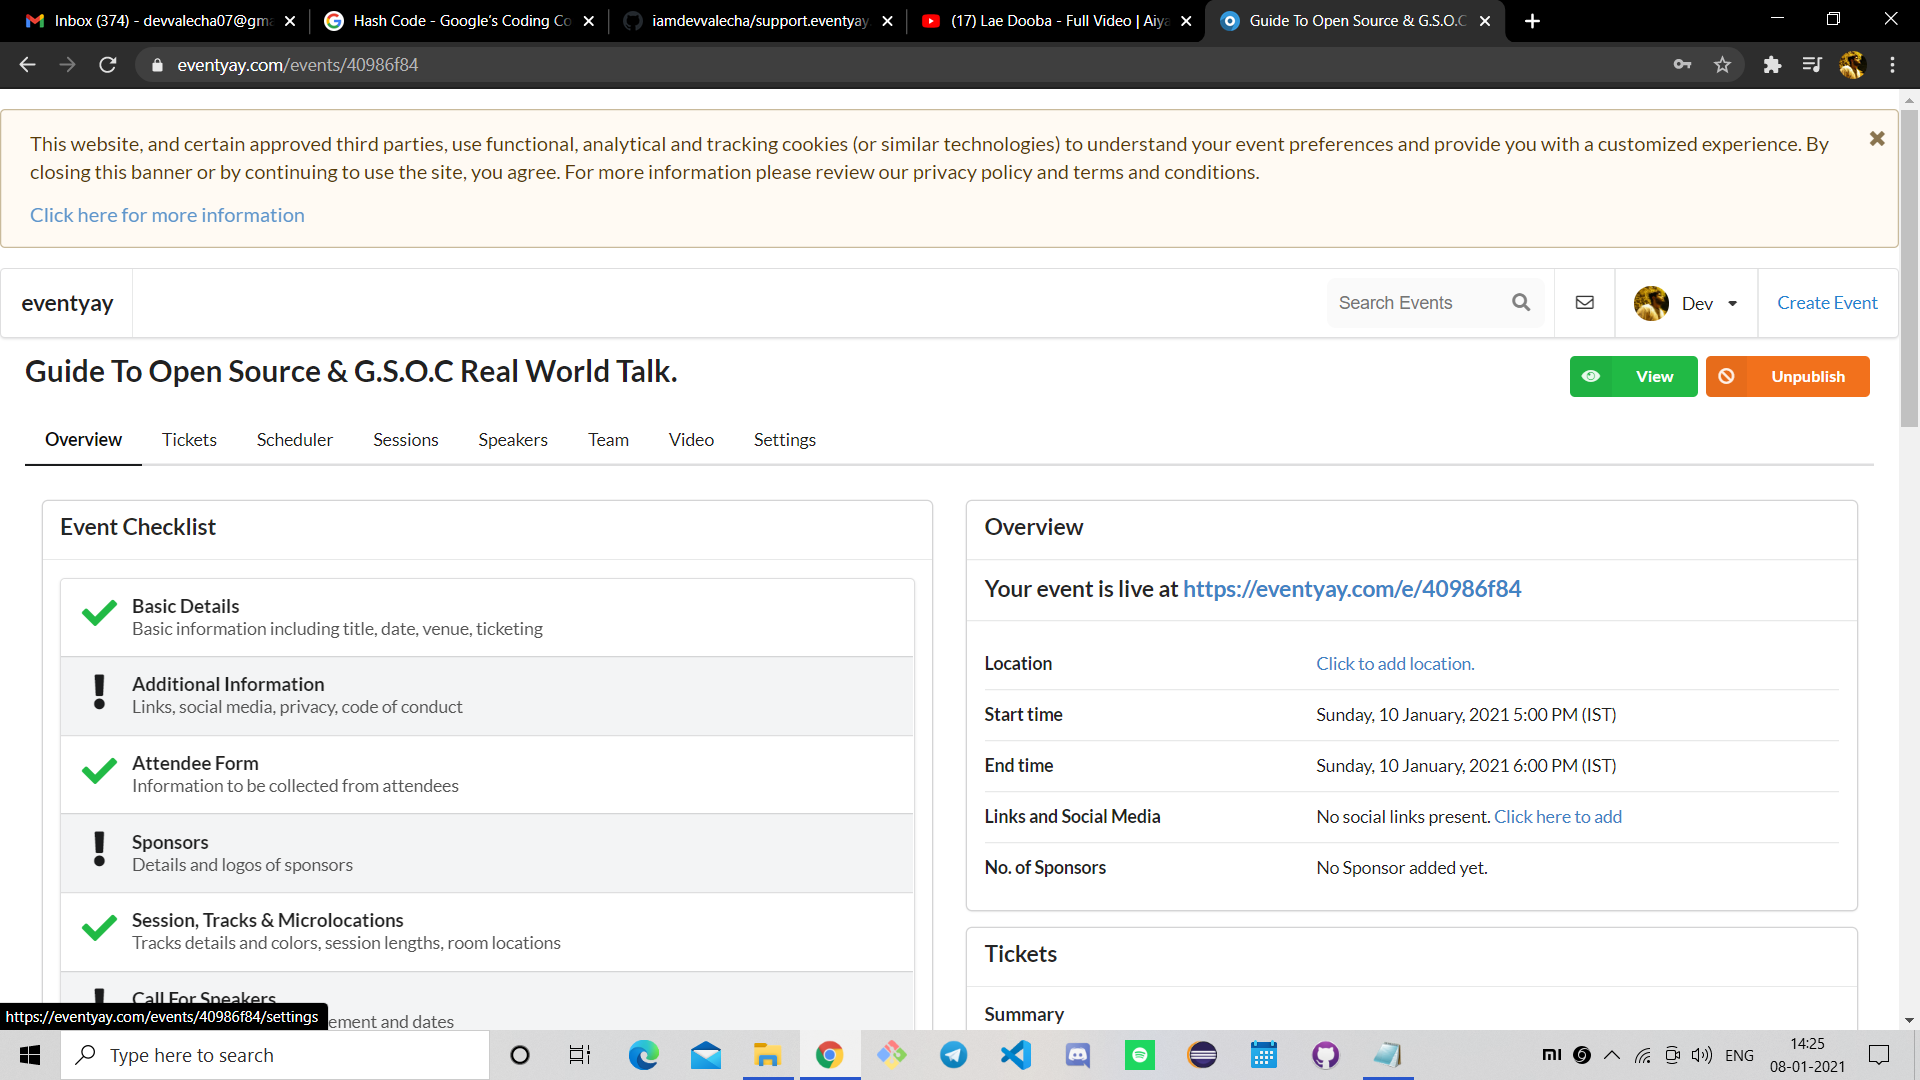 Inbox (374) - devvalecha07@gma
Hash Code - Google's Coding Co
iamdevvalecha/support.eventyay
(17) Lae Dooba - Full Video | Aiya
Guide To Open Source & G.S.O.C
eventyay.com/events/40986f84
This website, and certain approved third parties, use functional, analytical and tracking cookies (or similar technologies) to understand your event preferences and provide you with a customized experience. By
closing this banner or by continuing to use the site, you agree. For more information please review our privacy policy and terms and conditions.
Click here for more information
eventyay
Search Events
Dev
Create Event
Guide To Open Source & G.S.O.C Real World Talk.
View
Unpublish
Overview
Tickets
Scheduler
Sessions
Speakers
Team
Video
Settings
Event Checklist
Basic Details
Basic information including title, date, venue, ticketing
Additional Information
Links, social media, privacy, code of conduct
Attendee Form
Information to be collected from attendees
Sponsors
Details and logos of sponsors
Session, Tracks & Microlocations
Tracks details and colors, session lengths, room locations
Call For Speakers
ement and dates
Overview
Your event is live at https://eventyay.com/e/40986f84
Location Click to add location.
Start time Sunday, 10 January, 2021 5:00 PM (IST)
End time Sunday, 10 January, 2021 6:00 PM (IST)
Links and Social Media No social links present. Click here to add
No. of Sponsors No Sponsor added yet.
Tickets
Summary
https://eventyay.com/events/40986f84/settings
Type here to search
mi
ENG
14:25
08-01-2021